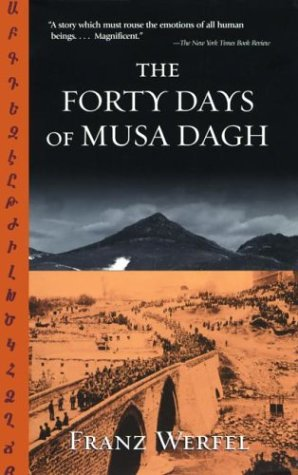 "A story which must rouse the emotions of all human
beings. . . . Magnificent."
—The New York Times Book Review
THE
FORTY DAYS
OF MUSA DAGH
FRANZ WERFEL
Ա
Բ
Գ
Դ
Ե
Զ
Է
Ը
Թ
Ժ
Ի
Լ
Խ
Ծ
Կ
Հ
Ձ
Ղ
Ճ